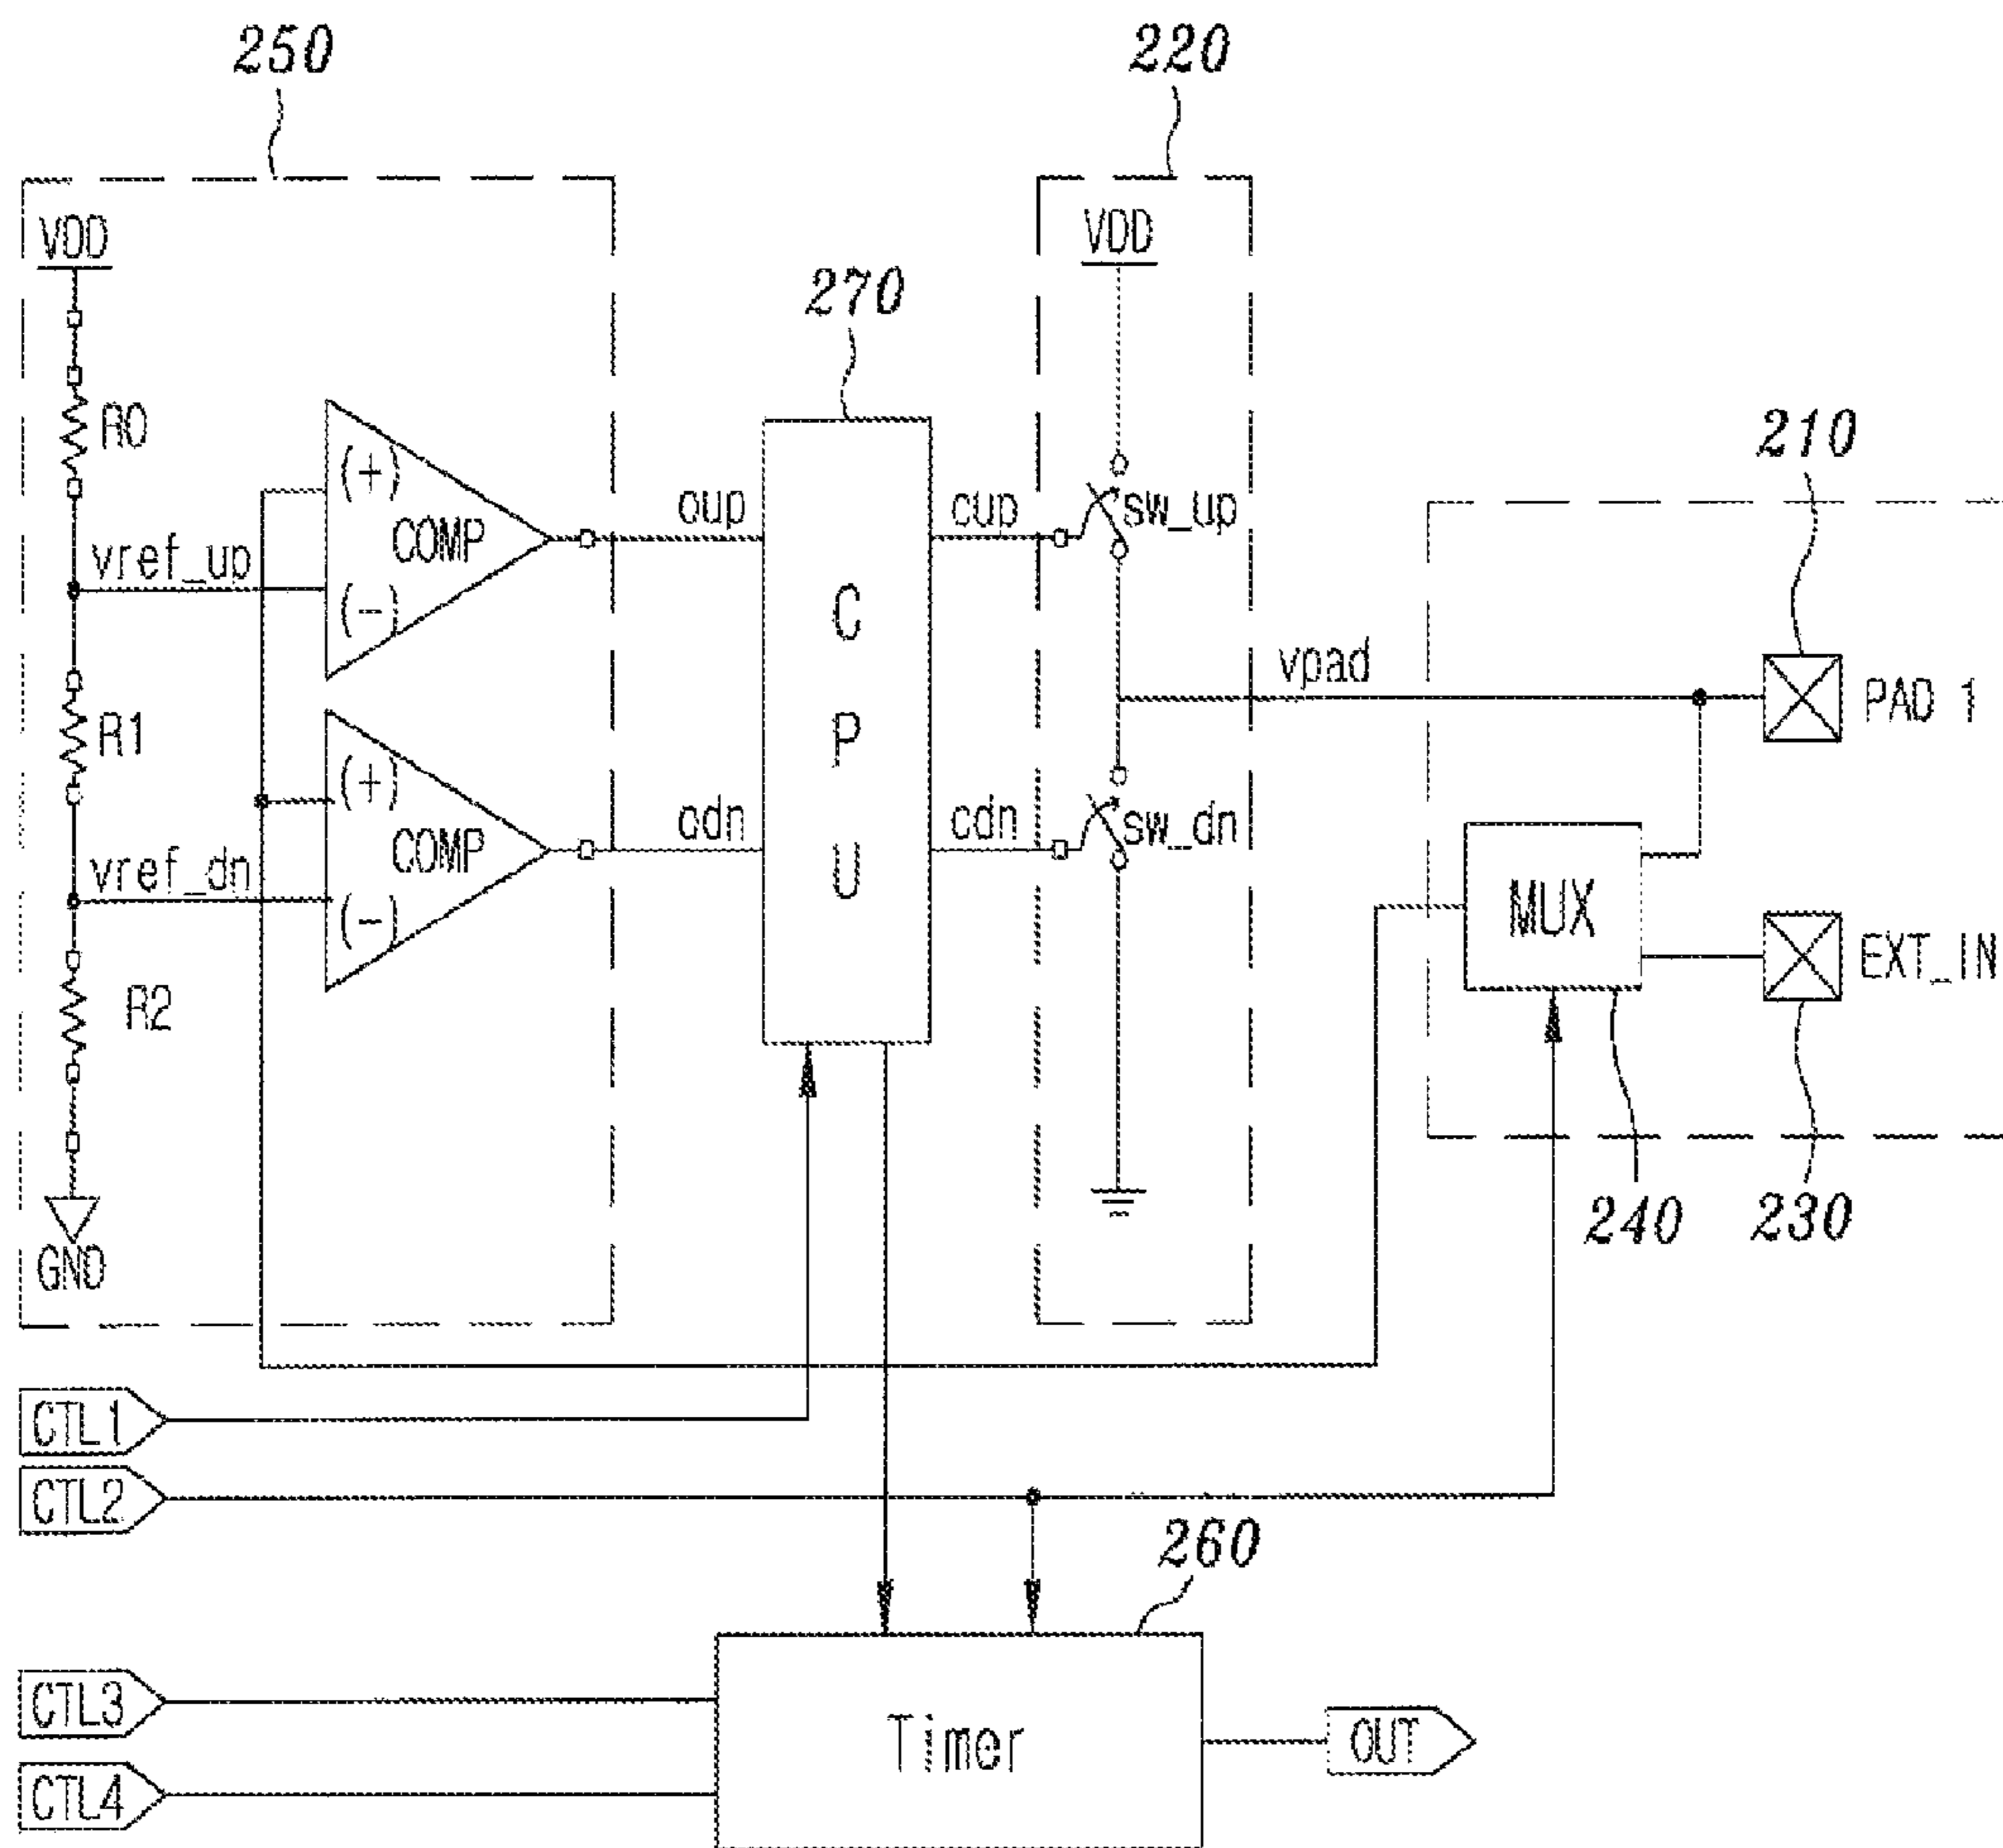 250
220
VDD
VDD
270
R0
210
(+)
COMP
(-)
oup
cup
sw_up
vref_up
C
P
U
vpad
PAD 1
R1
(+)
COMP
(-)
odn
cdn
sw_dn
vref_dn
MUX
EXT_IN
R2
240
230
GND
CTL1
CTL2
260
CTL3
Timer
OUT
CTL4